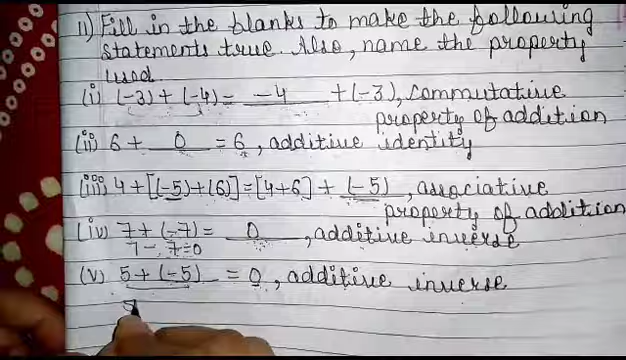 11) Fill in the blanks to make the following
statements true. Also, name the property
used
(i) (-3) + (-4) = -4 + (-3), Commutative
property of addition
(ii) 6 + 0 = 6, additive identity
(iii) 4 + [(-5) + (6)] = [4+6] + (-5), associative
property of addition
(iv) 7 + (-7) = 0, additive inverse
7 - 7 = 0
(v) 5 + (-5) = 0, additive inverse